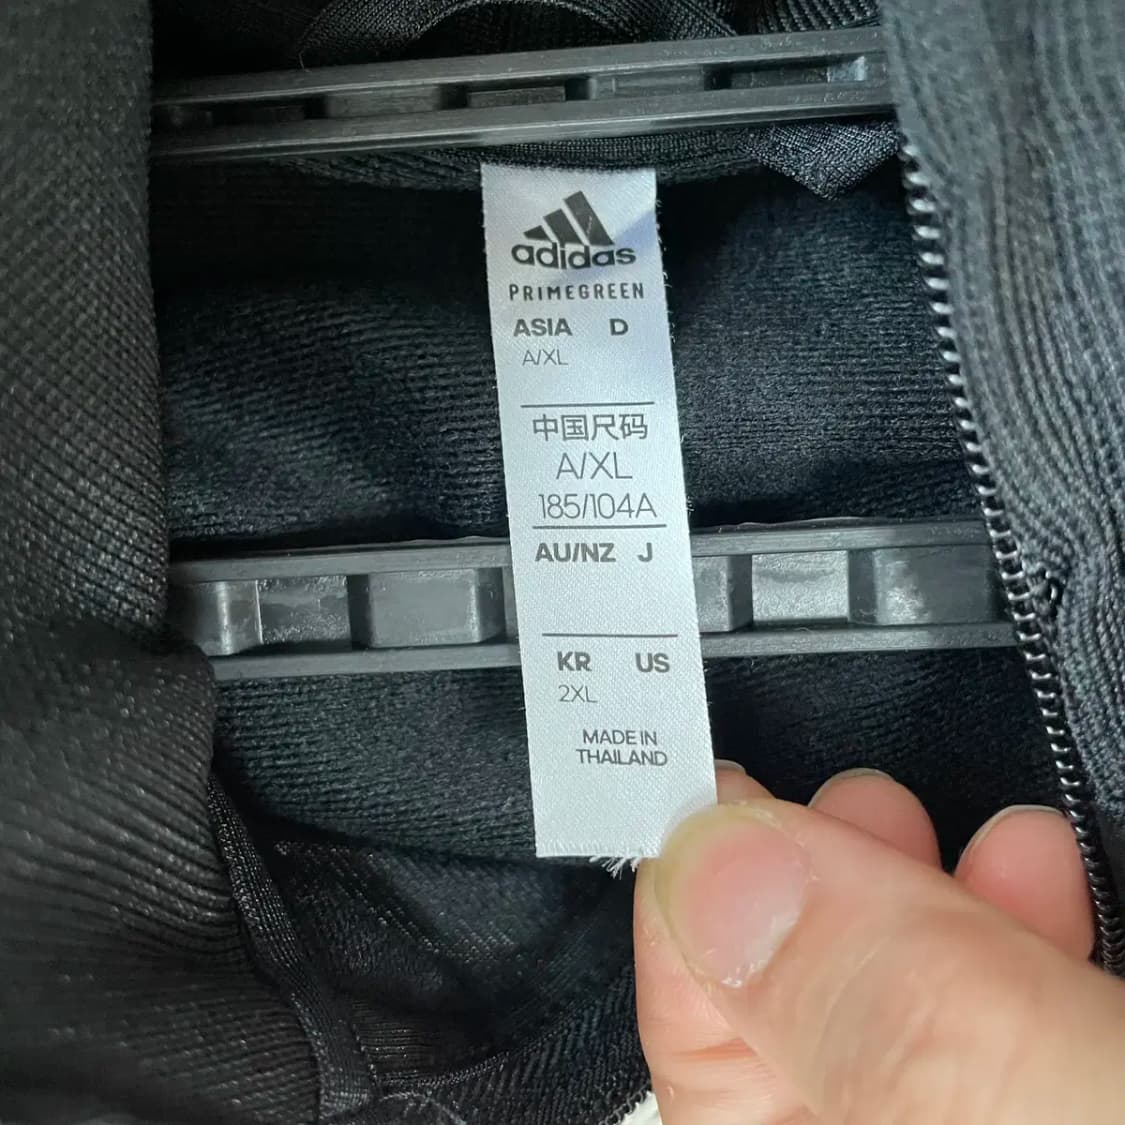 adidas
PRIMEGREEN
ASIA D
A/XL
中国尺码
A/XL
185/104A
AU/NZ J
KR US
2XL
MADE IN
THAILAND